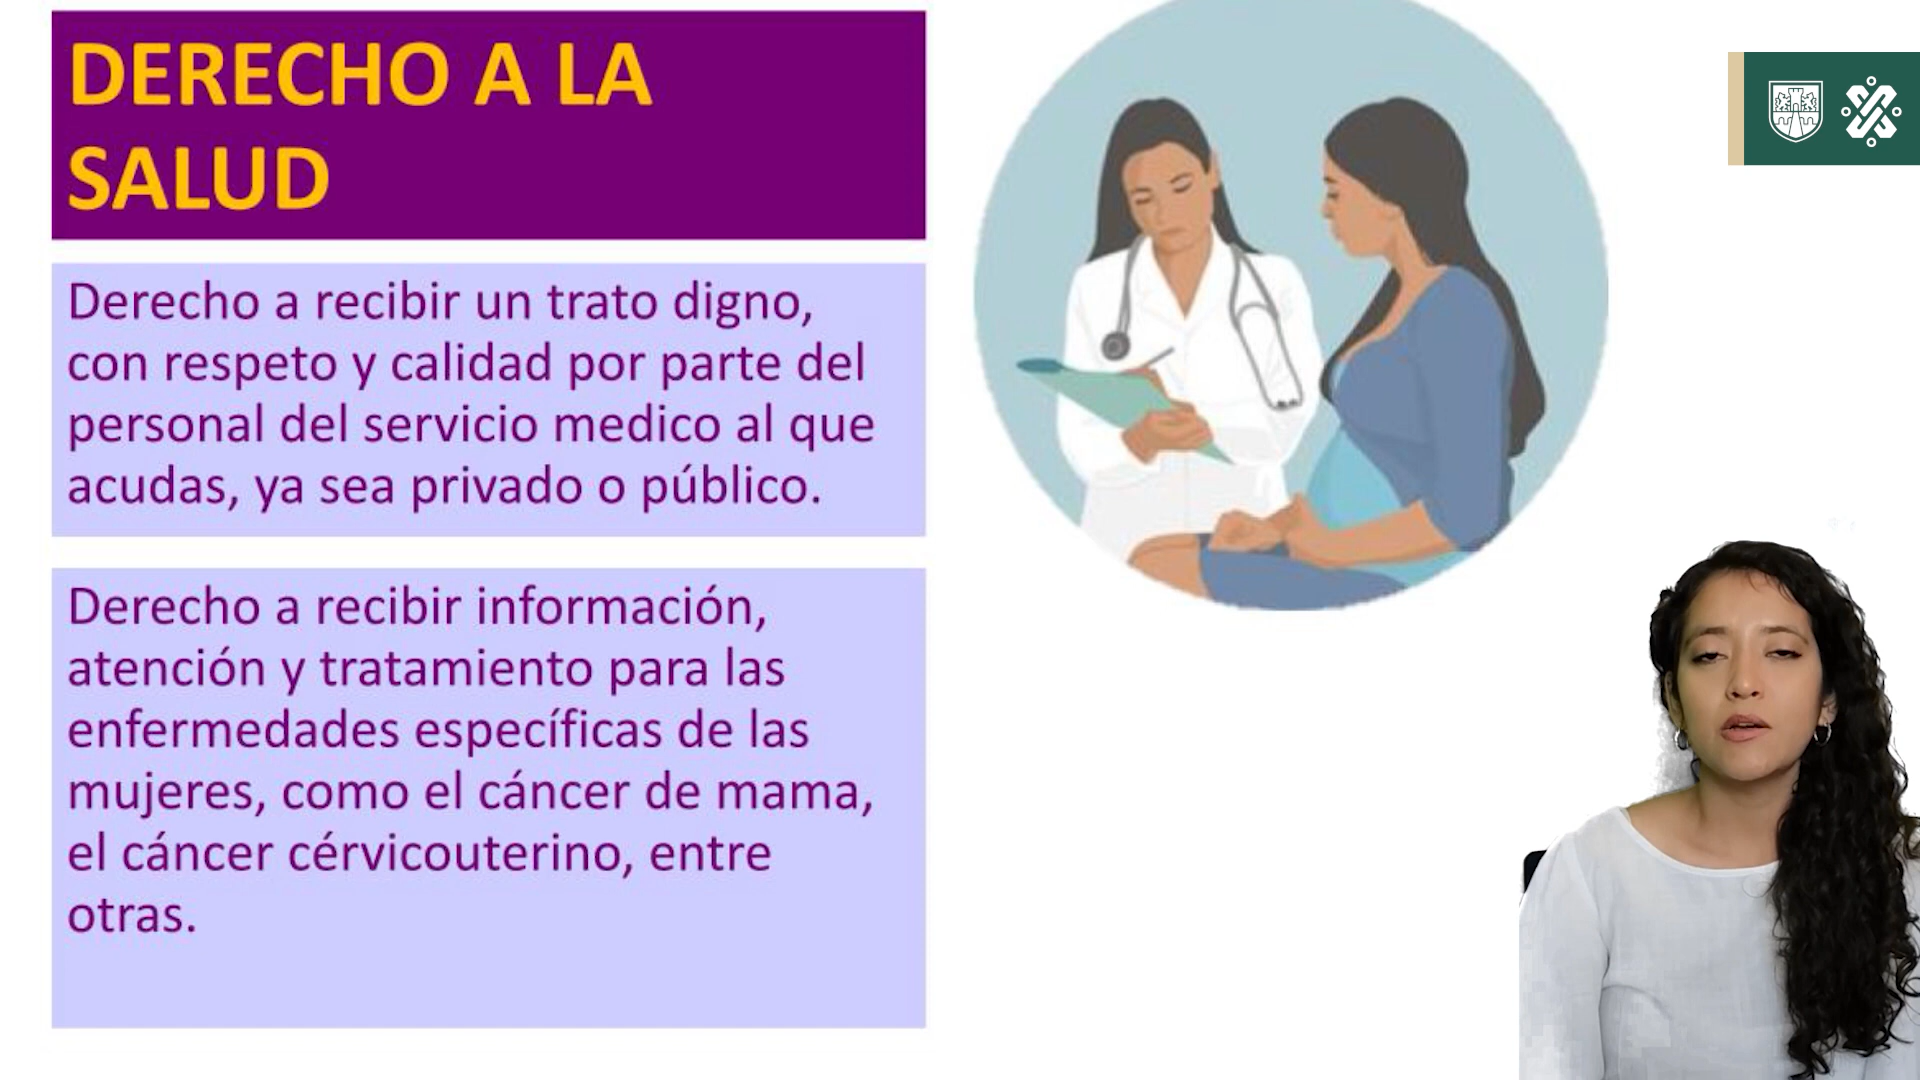 DERECHO A LA
SALUD
Derecho a recibir un trato digno,
con respeto y calidad por parte del
personal del servicio medico al que
acudas, ya sea privado o público.
Derecho a recibir información,
atención y tratamiento para las
enfermedades específicas de las
mujeres, como el cáncer de mama,
el cáncer cérvicouterino, entre
otras.